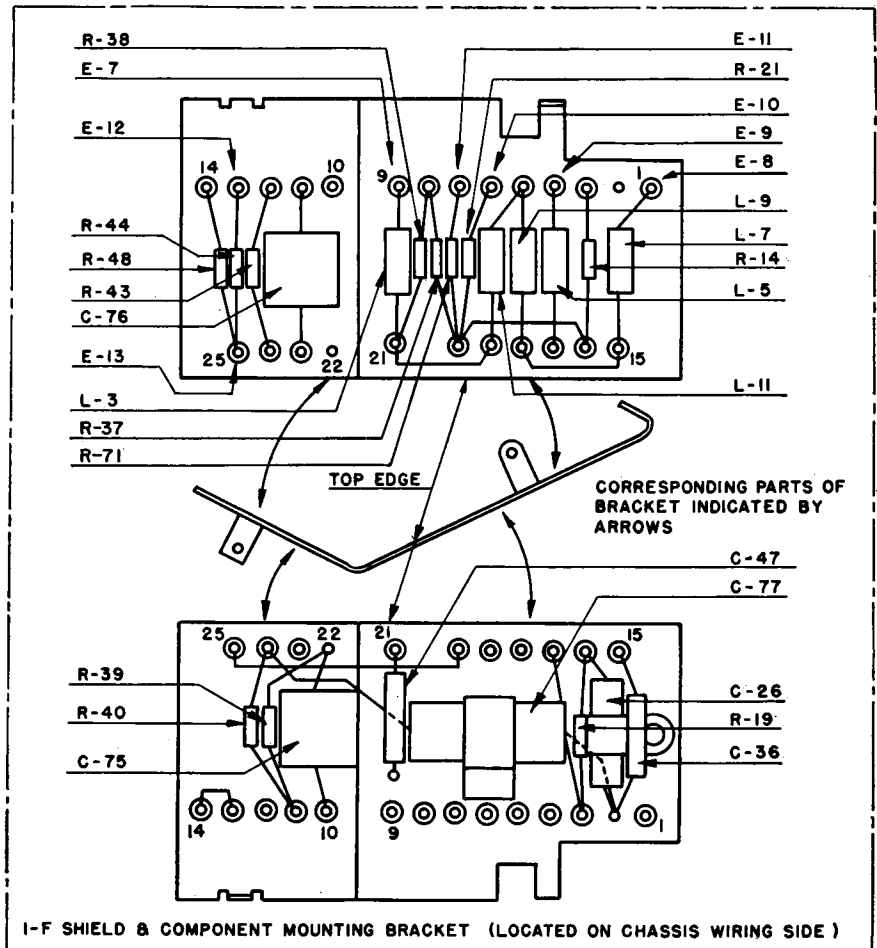 R-38
E-7
E-12
E-11
R-21
E-10
E-9
E-8
14
10
9
1
L-9
L-7
R-14
L-5
R-44
R-48
R-43
C-76
25
22
21
15
E-13
L-3
R-37
R-71
L-11
TOP EDGE
CORRESPONDING PARTS OF
BRACKET INDICATED BY
ARROWS
C-47
C-77
25
22
21
15
R-39
R-40
C-75
C-26
R-19
C-36
14
10
9
1
I-F SHIELD & COMPONENT MOUNTING BRACKET (LOCATED ON CHASSIS WIRING SIDE)